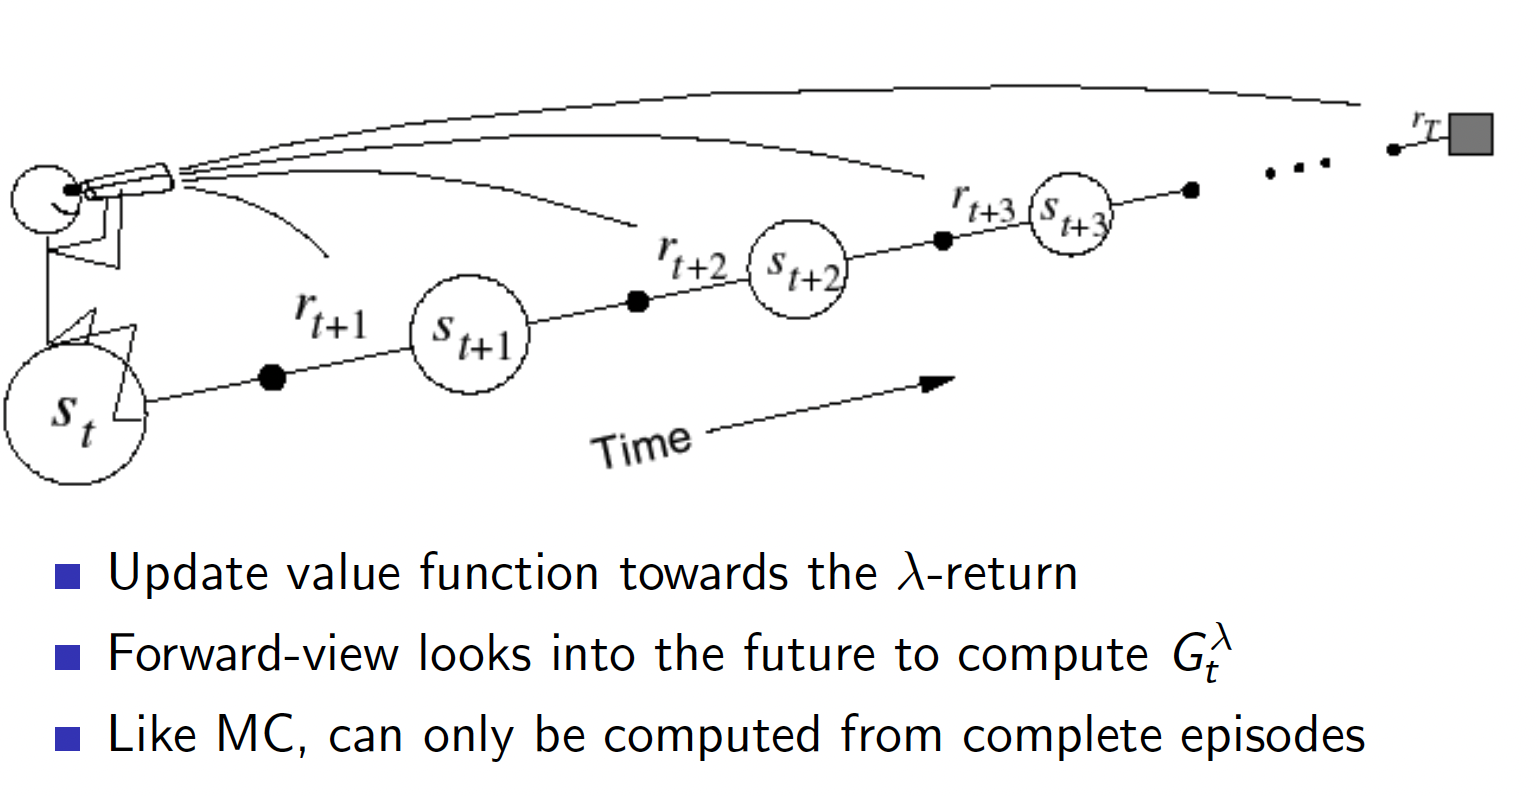 r_T
r_{t+3} s_{t+3}
r_{t+2} s_{t+2}
r_{t+1} s_{t+1}
s_t
Time
Update value function towards the λ-return
Forward-view looks into the future to compute G_t^λ
Like MC, can only be computed from complete episodes